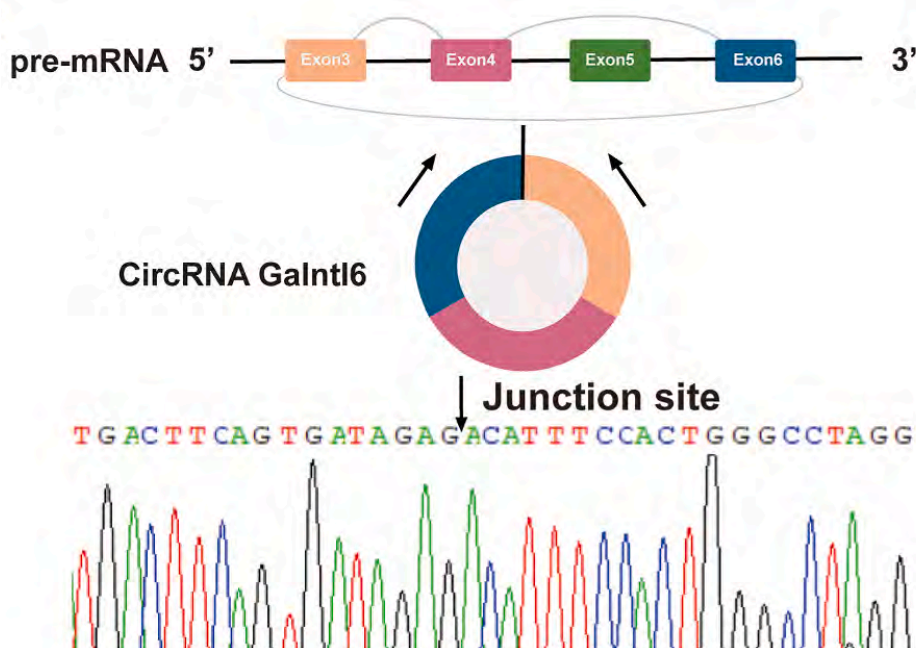 pre-mRNA 5' Exon3 Exon4 Exon5 Exon6 3'
CircRNA Galntl6
Junction site
TGACTTCAGTGATAGAGACATTTCCACTGGGCCTAGG